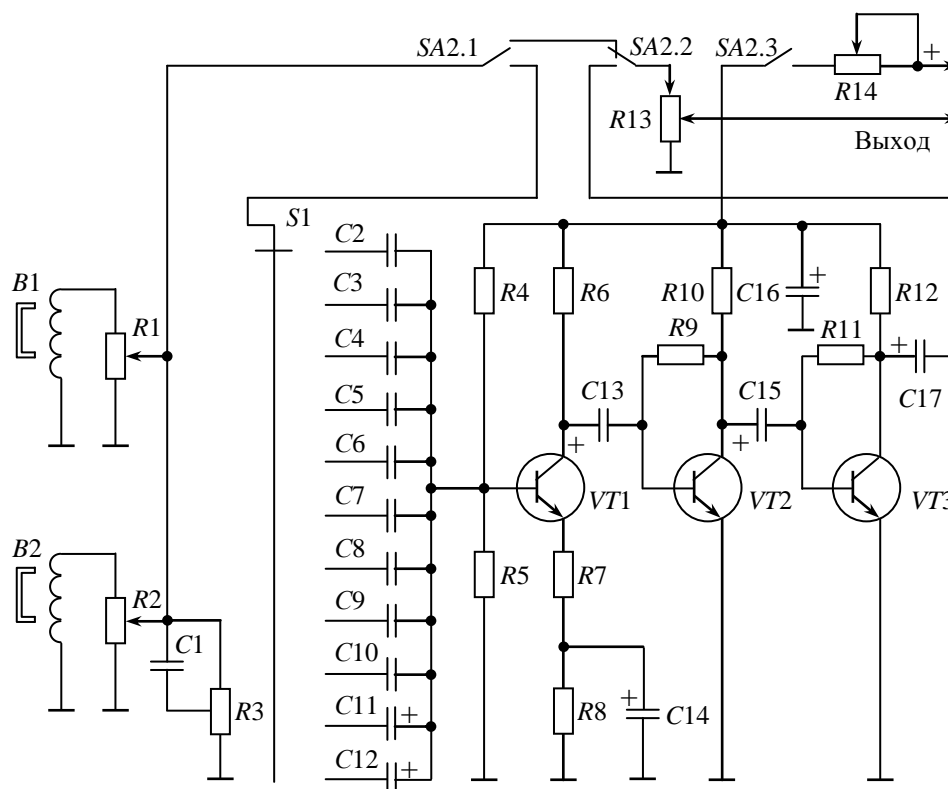 SA2.1
SA2.2
SA2.3
+
R14
R13
Выход
S1
C2
B1
C3
R4
R6
R10
C16
+
R12
R1
C4
R9
R11
+
C17
C5
C13
C15
C6
+
+
C7
VT1
VT2
VT3
B2
C8
R2
R5
R7
C1
C9
C10
R3
C11
+
R8
+
C14
C12
+